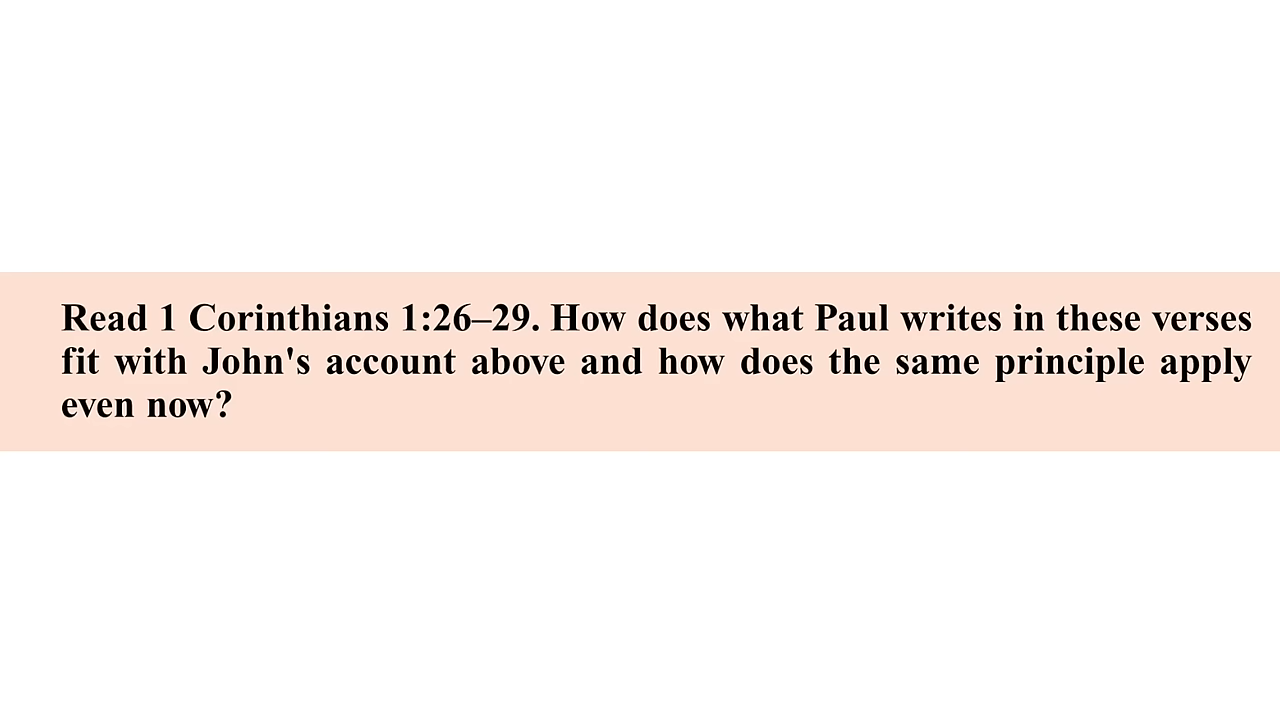 Read 1 Corinthians 1:26–29. How does what Paul writes in these verses
fit with John's account above and how does the same principle apply
even now?